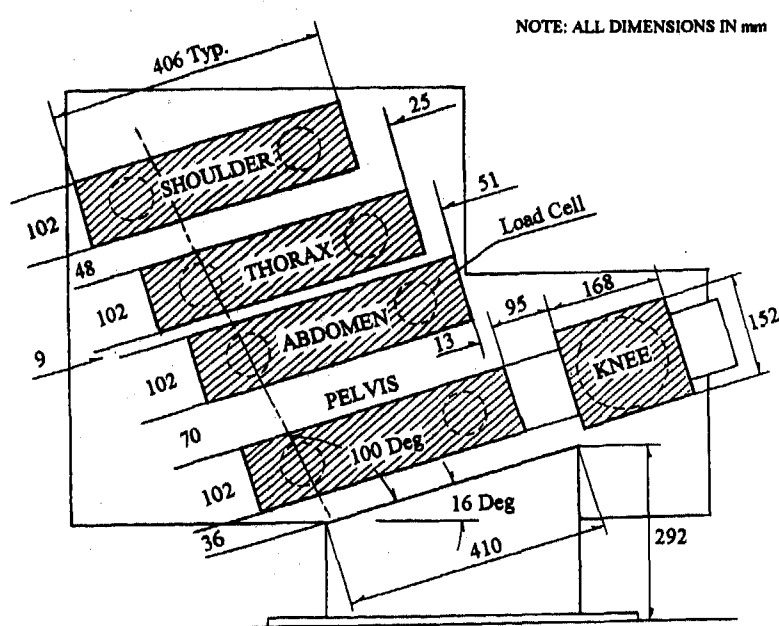 NOTE: ALL DIMENSIONS IN mm
406 Typ.
25
SHOULDER
51
102
Load Cell
48
THORAX
168
95
102
152
ABDOMEN
KNEE
9
13
102
PELVIS
70
100 Deg
102
16 Deg
36
410
292